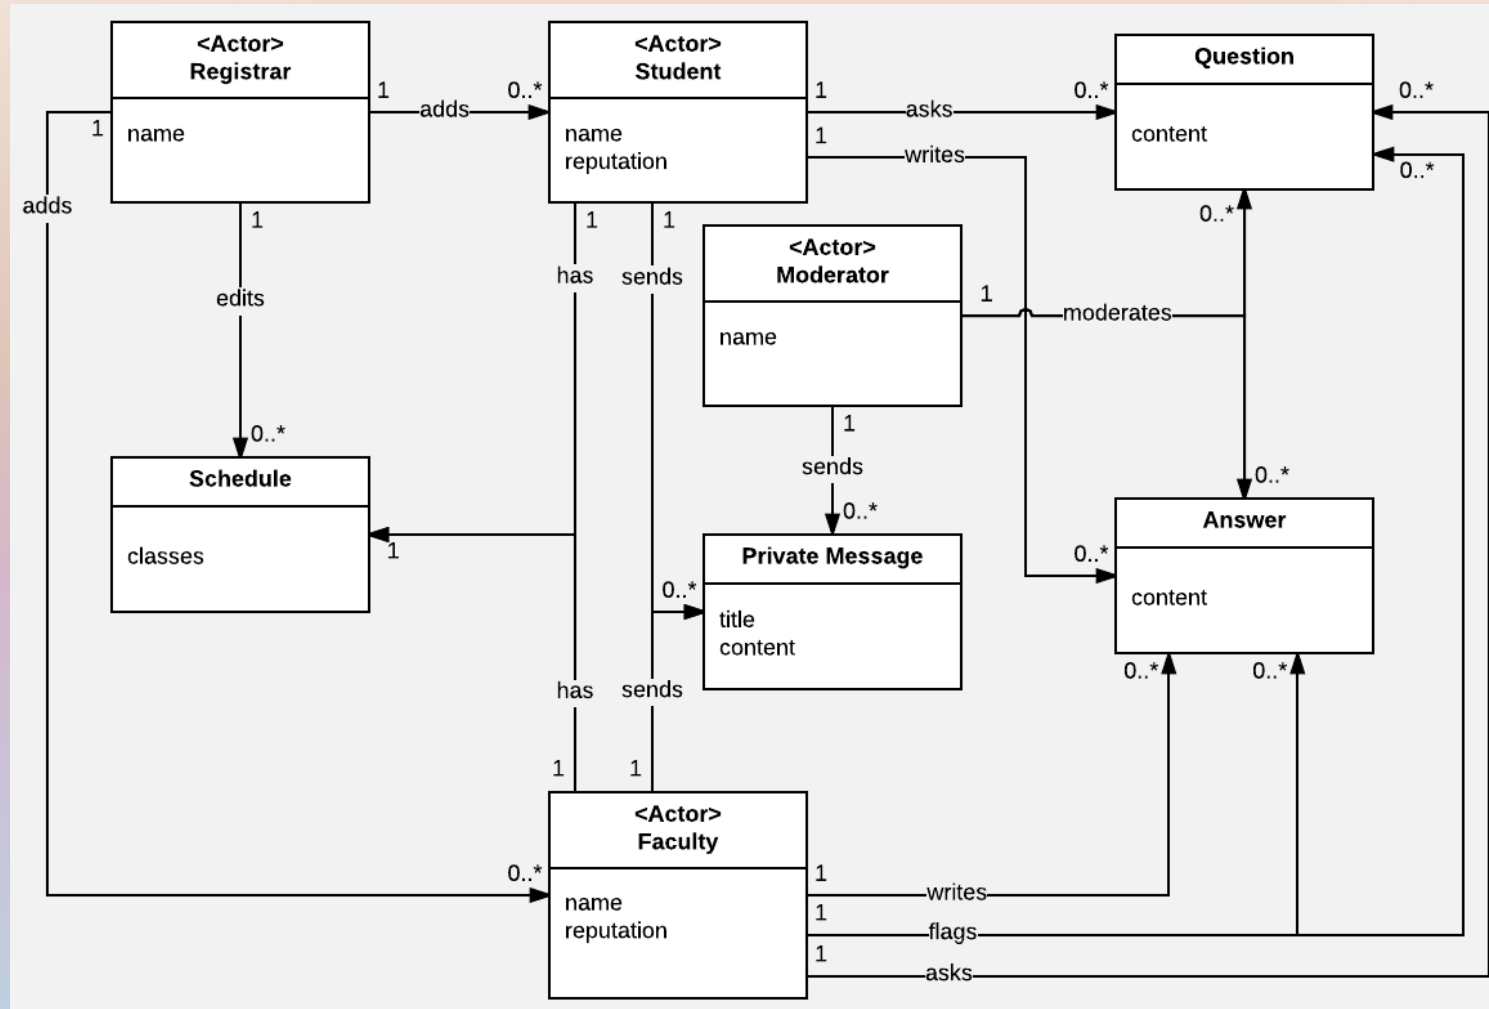 <Actor>
Registrar
name
1
adds
0..*
<Actor>
Student
name
reputation
1
asks
0..*
1
writes
Question
content
0..*
0..*
1
adds
1
edits
0..*
1
has
1
sends
<Actor>
Moderator
name
1
moderates
0..*
0..*
1
sends
0..*
Schedule
classes
1
Private Message
title
content
0..*
Answer
content
0..*
has
sends
1
1
0..*
0..*
<Actor>
Faculty
name
reputation
0..*
1
writes
1
flags
1
asks